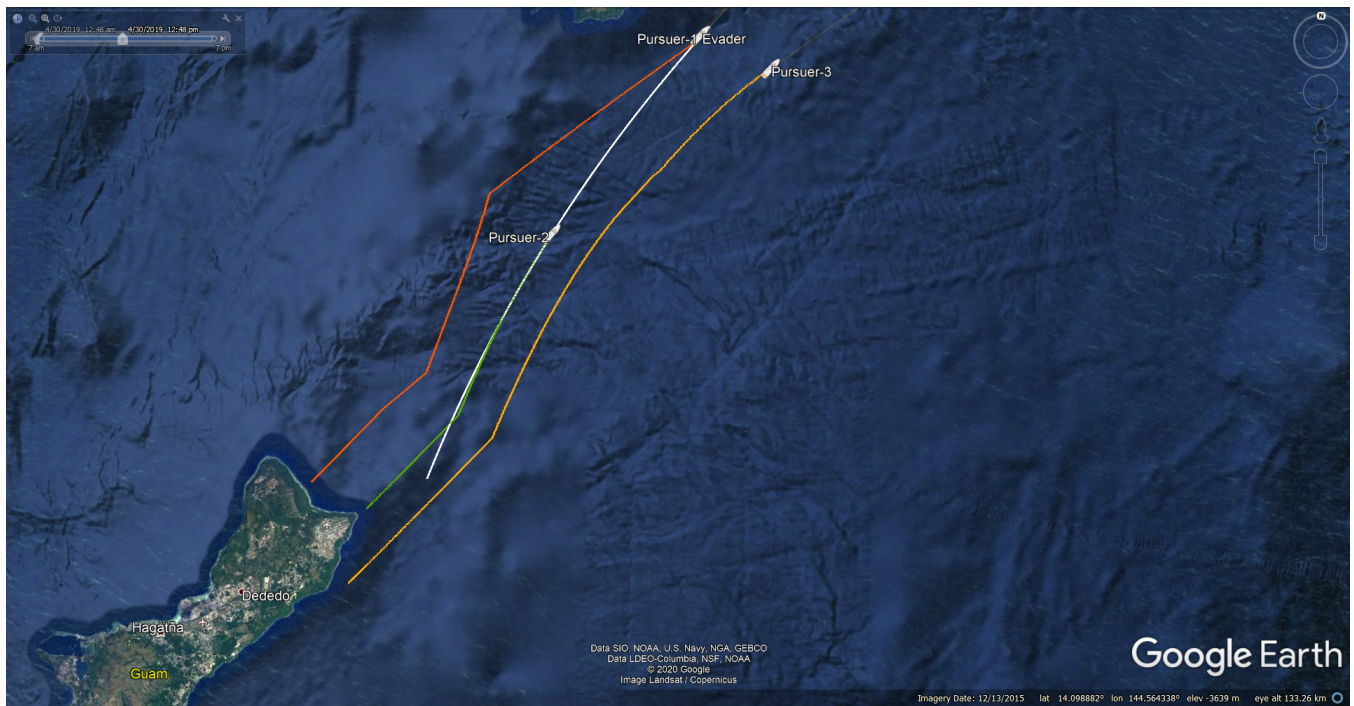 4/30/2019 12:48 am 4/30/2019 12:48 pm
7 am 7 pm
N
Pursuer-1 Evader
Pursuer-3
Pursuer-2
Dededo
Hagåtña
Guam
Data SIO, NOAA, U.S. Navy, NGA, GEBCO
Data LDEO-Columbia, NSF, NOAA
© 2020 Google
Image Landsat / Copernicus
Google Earth
Imagery Date: 12/13/2015 lat 14.098882° lon 144.564338° elev -3639 m eye alt 133.26 km